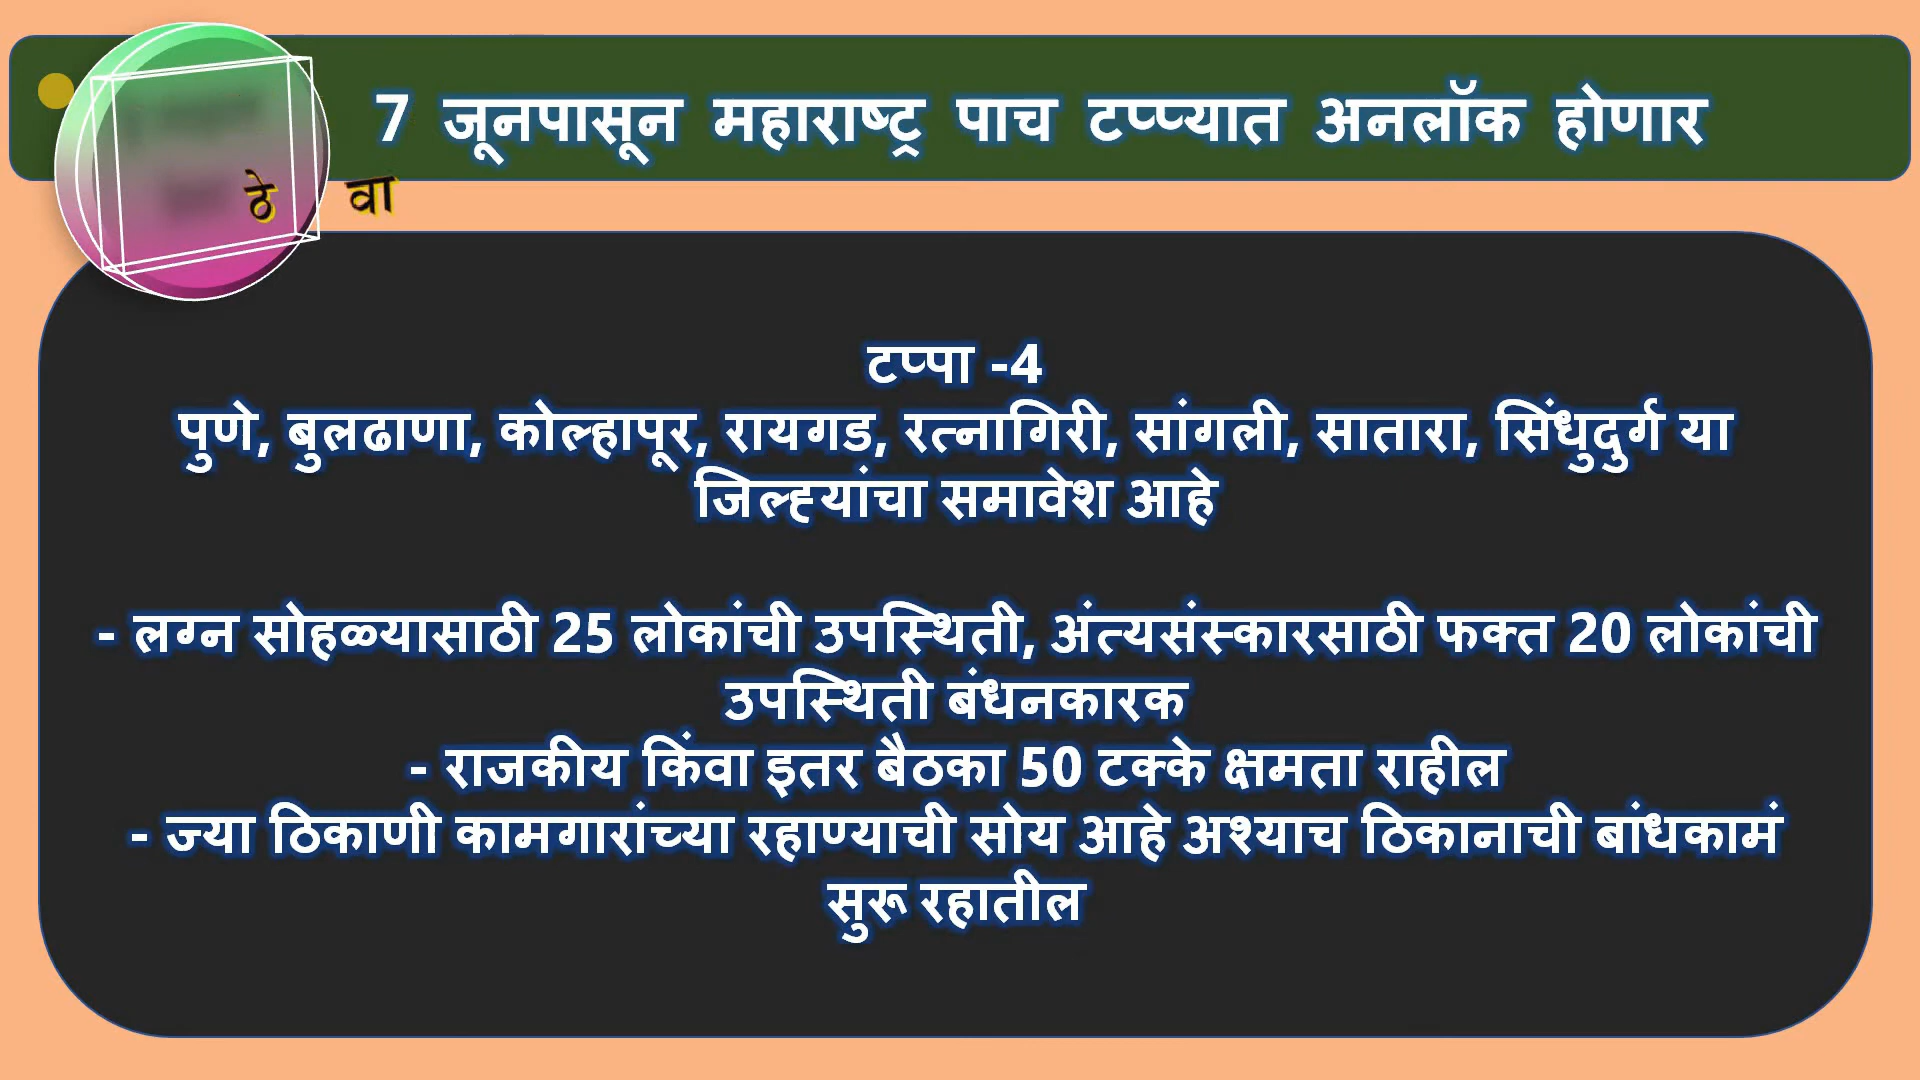 7 जूनपासून महाराष्ट्र पाच टप्प्यात अनलॉक होणार
ठे वा
टप्पा -4
पुणे, बुलढाणा, कोल्हापूर, रायगड, रत्नागिरी, सांगली, सातारा, सिंधुदुर्ग या
जिल्ह्यांचा समावेश आहे
- लग्न सोहळ्यासाठी 25 लोकांची उपस्थिती, अंत्यसंस्कारसाठी फक्त 20 लोकांची
उपस्थिती बंधनकारक
- राजकीय किंवा इतर बैठका 50 टक्के क्षमता राहील
- ज्या ठिकाणी कामगारांच्या रहाण्याची सोय आहे अश्याच ठिकानाची बांधकामं
सुरू रहातील